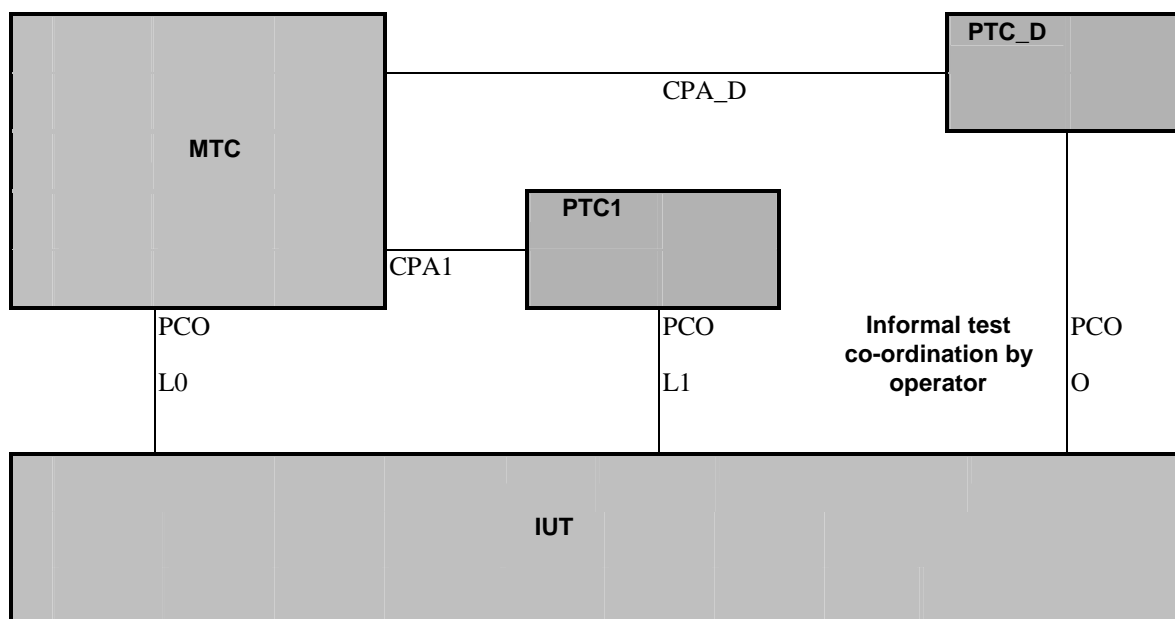 PTC_D
CPA_D
MTC
PTC1
CPA1
PCO
L0
PCO
L1
Informal test
co-ordination by
operator
PCO
O
IUT